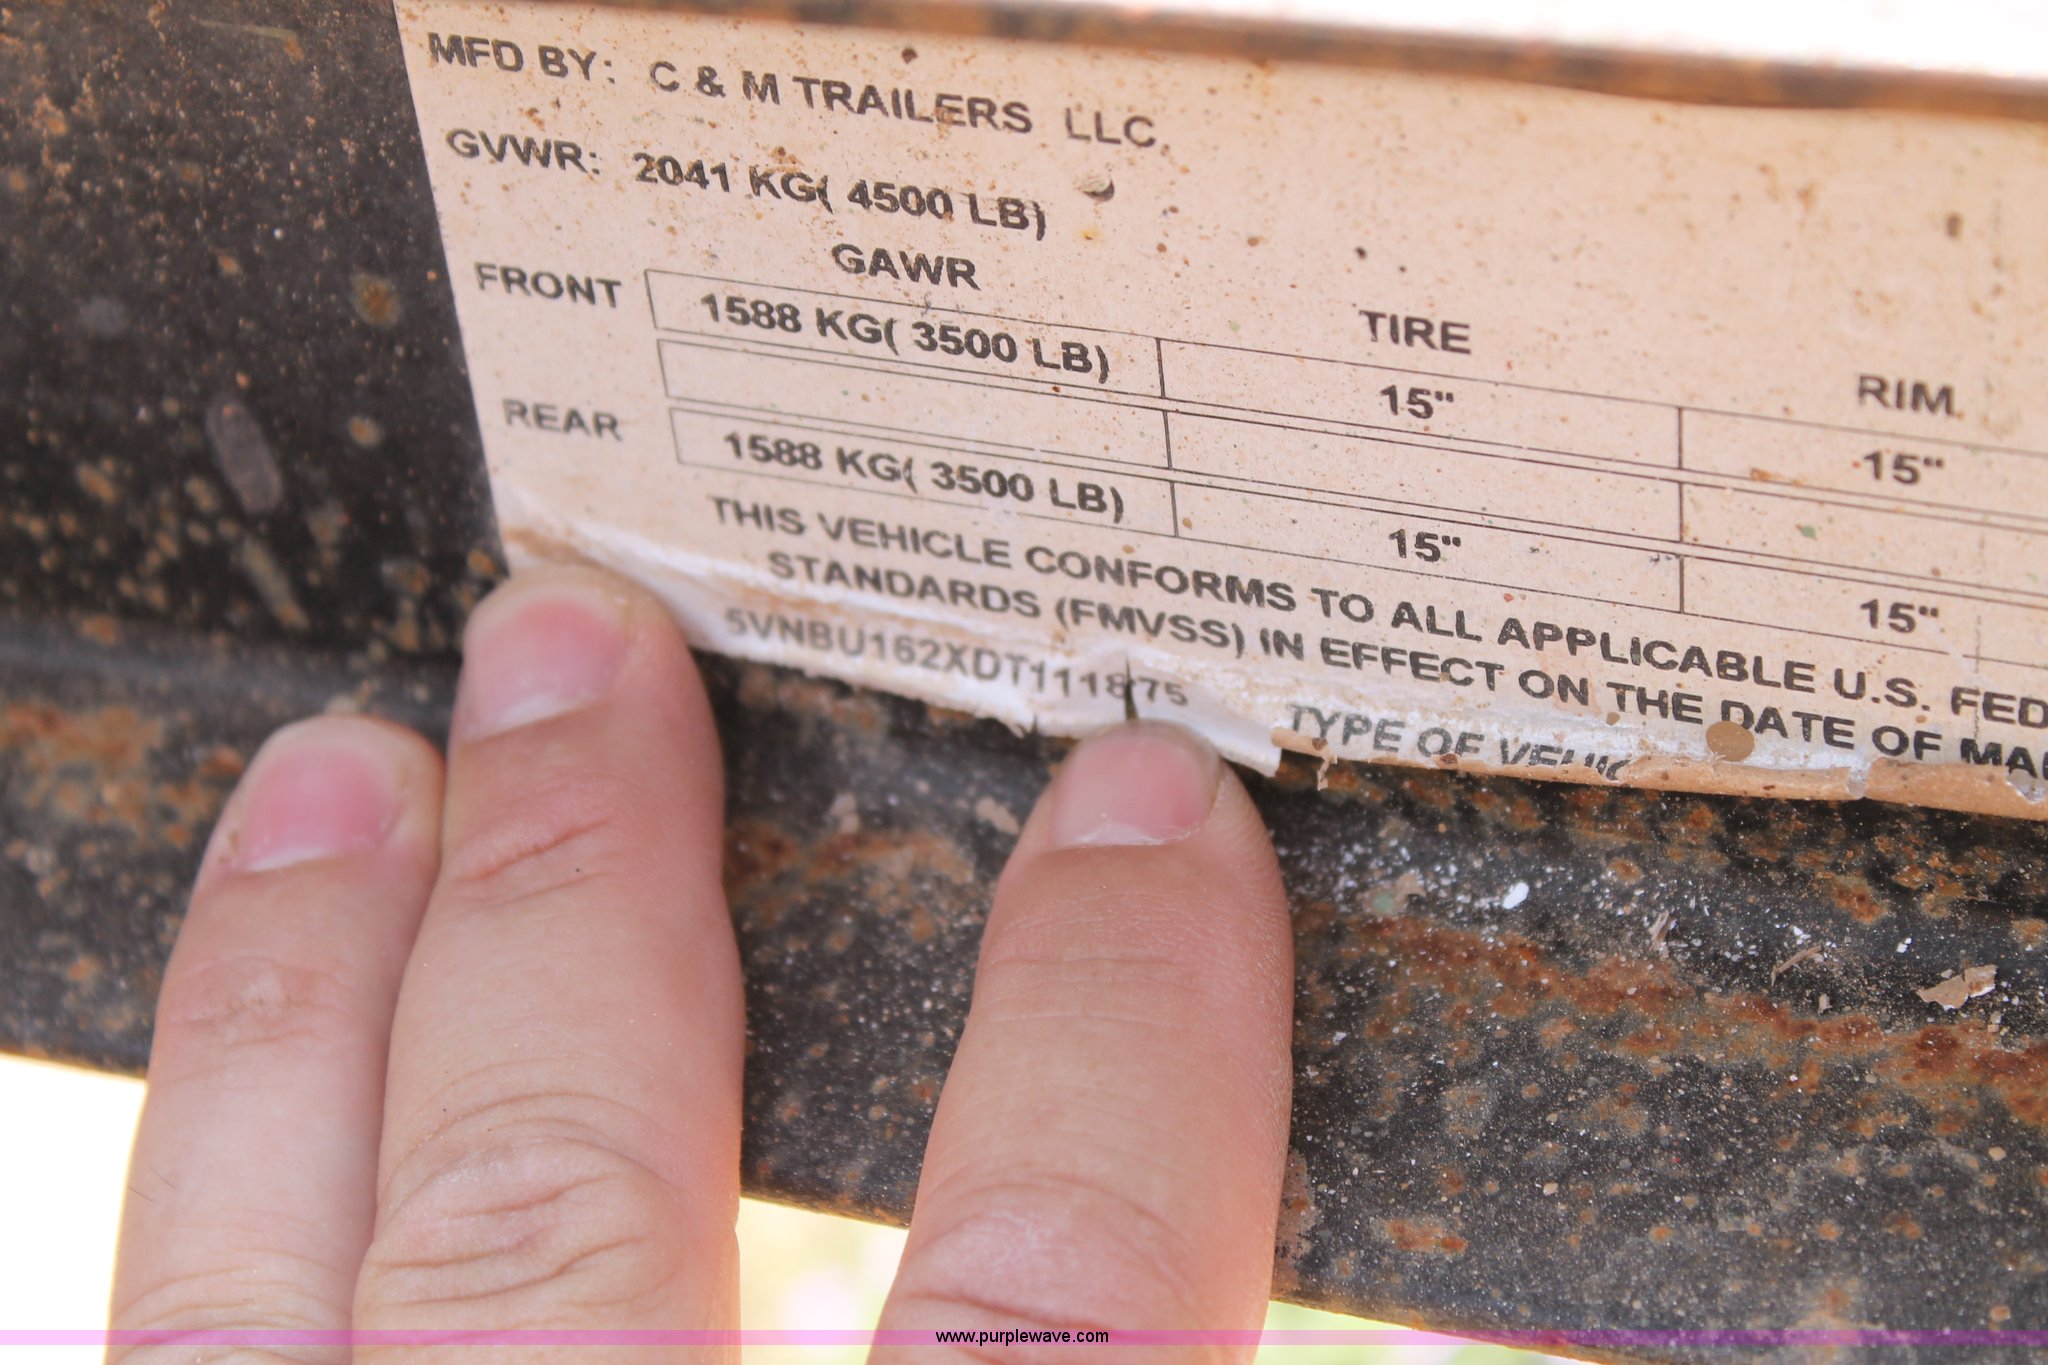 MFD BY: C & M TRAILERS LLC.
GVWR: 2041 KG( 4500 LB)
GAWR TIRE RIM
FRONT 1588 KG( 3500 LB) 15" 15"
REAR 1588 KG( 3500 LB) 15" 15"
THIS VEHICLE CONFORMS TO ALL APPLICABLE U.S. FED
STANDARDS (FMVSS) IN EFFECT ON THE DATE OF MA
5VNBU162XDT111875 TYPE OF VEHIC
www.purplewave.com